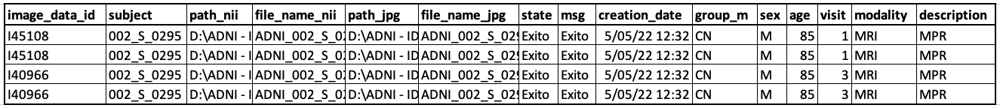 image_data_id subject path_nii file_name_nii path_jpg file_name_jpg state msg creation_date group_m sex age visit modality description
I45108 002_S_0295 D:\ADNI - I ADNI_002_S_02 D:\ADNI - ID ADNI_002_S_029 Exito Exito 5/05/22 12:32 CN M 85 1 MRI MPR
I45108 002_S_0295 D:\ADNI - I ADNI_002_S_02 D:\ADNI - ID ADNI_002_S_029 Exito Exito 5/05/22 12:32 CN M 85 1 MRI MPR
I40966 002_S_0295 D:\ADNI - I ADNI_002_S_02 D:\ADNI - ID ADNI_002_S_029 Exito Exito 5/05/22 12:32 CN M 85 3 MRI MPR
I40966 002_S_0295 D:\ADNI - I ADNI_002_S_02 D:\ADNI - ID ADNI_002_S_029 Exito Exito 5/05/22 12:32 CN M 85 3 MRI MPR